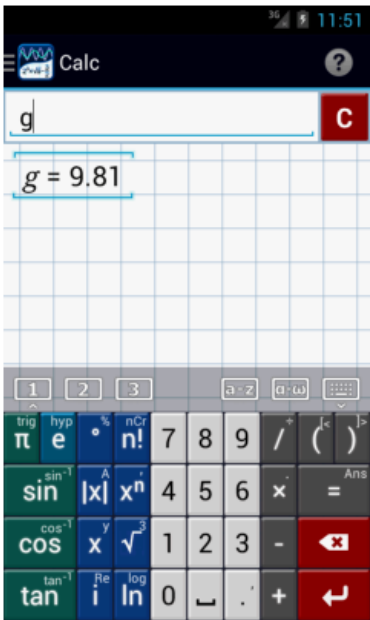 3G 11:51
Calc ?
g C
g = 9.81
1 2 3 a·z α·ω
trig hyp % nCr ÷ [< ]>
π e ° n! 7 8 9 / ( )
sin⁻¹ A * · Ans
sin |x| xⁿ 4 5 6 × =
cos⁻¹ y 3
cos x √ 1 2 3 -
tan⁻¹ Re log ,
tan i ln 0 . +